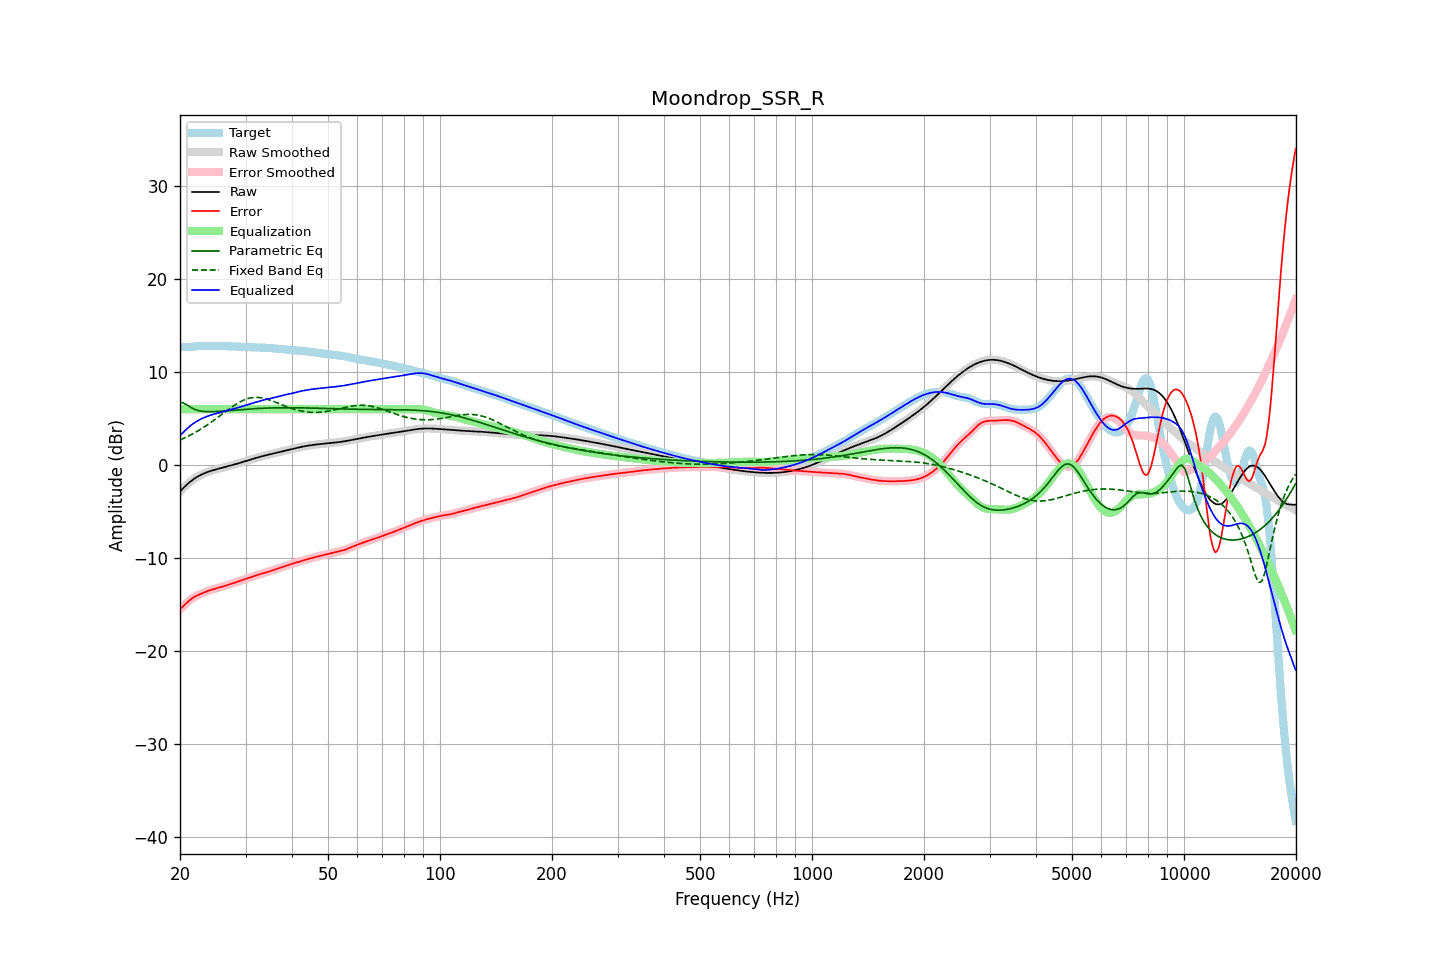 Moondrop_SSR_R
Target
Raw Smoothed
Error Smoothed
Raw
Error
Equalization
Parametric Eq
Fixed Band Eq
Equalized
30
20
10
0
−10
−20
−30
−40
Amplitude (dBr)
20 50 100 200 500 1000 2000 5000 10000 20000
Frequency (Hz)